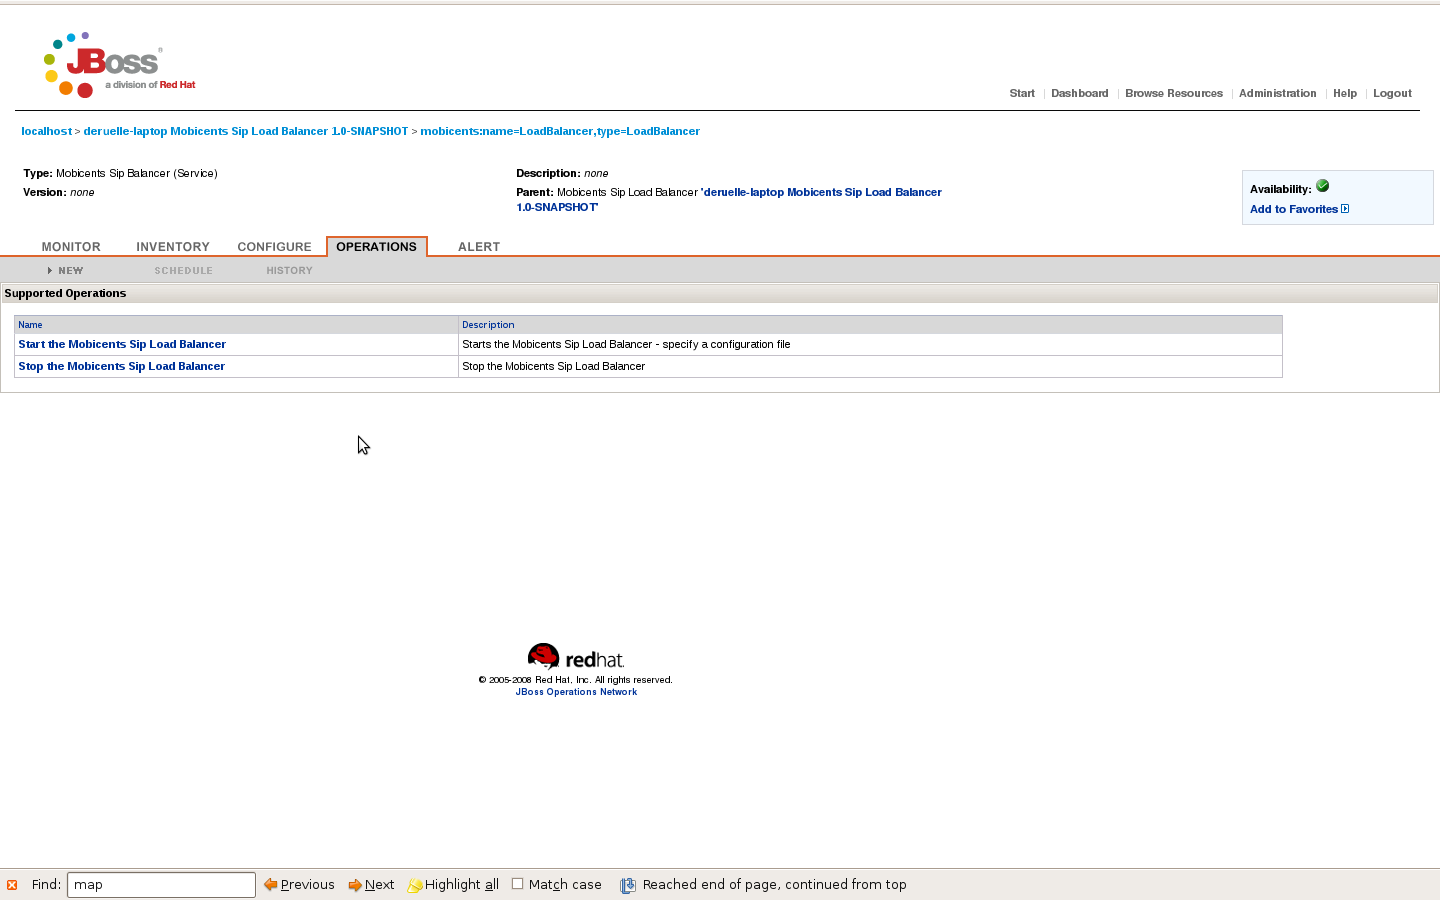 JBoss®
a division of Red Hat
Start Dashboard Browse Resources Administration Help Logout
localhost > deruelle-laptop Mobicents Sip Load Balancer 1.0-SNAPSHOT > mobicents:name=LoadBalancer,type=LoadBalancer
Type: Mobicents Sip Balancer (Service)
Version: none
Description: none
Parent: Mobicents Sip Load Balancer 'deruelle-laptop Mobicents Sip Load Balancer
1.0-SNAPSHOT'
Availability:
Add to Favorites
MONITOR INVENTORY CONFIGURE OPERATIONS ALERT
NEW SCHEDULE HISTORY
Supported Operations
Name Description
Start the Mobicents Sip Load Balancer Starts the Mobicents Sip Load Balancer - specify a configuration file
Stop the Mobicents Sip Load Balancer Stop the Mobicents Sip Load Balancer
redhat.
© 2005-2008 Red Hat, Inc. All rights reserved.
JBoss Operations Network
Find: map Previous Next Highlight all Match case Reached end of page, continued from top